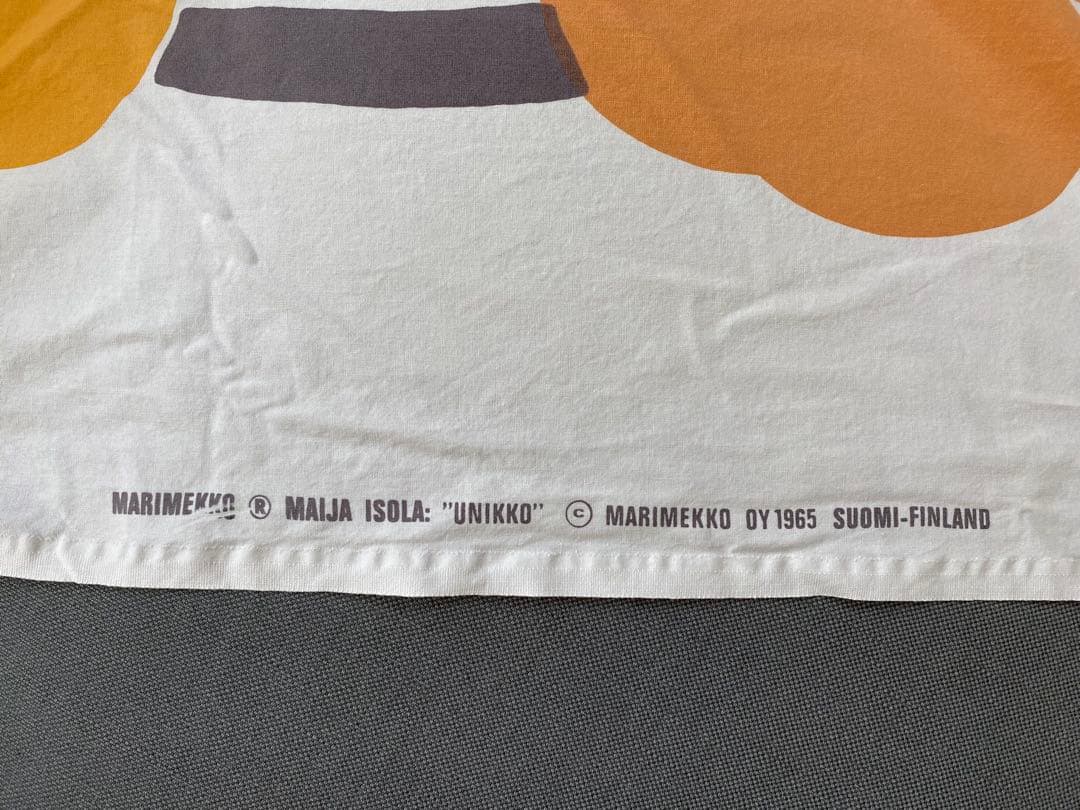 MARIMEKKO ® MAIJA ISOLA: "UNIKKO" © MARIMEKKO OY 1965 SUOMI-FINLAND